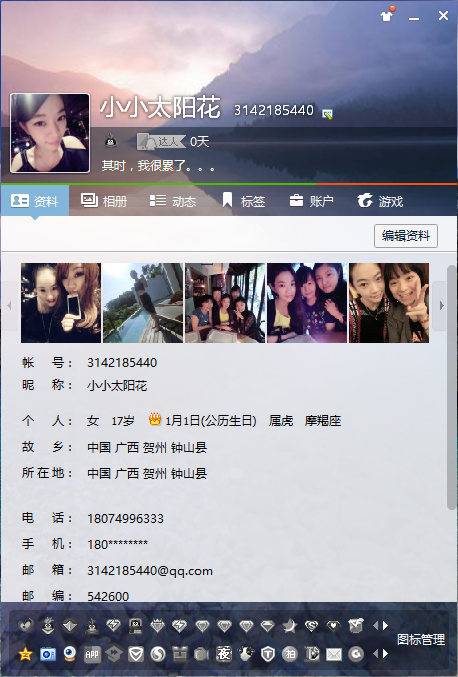 小小太阳花 3142185440
达人 0天
其时，我很累了。。。
资料 相册 动态 标签 账户 游戏
编辑资料
帐 号： 3142185440
昵 称： 小小太阳花
个 人： 女 17岁 1月1日(公历生日) 属虎 摩羯座
故 乡： 中国 广西 贺州 钟山县
所在地： 中国 广西 贺州 钟山县
电 话： 18074996333
手 机： 180********
邮 箱： 3142185440@qq.com
邮 编： 542600
图标管理
APP 夜 T 拍